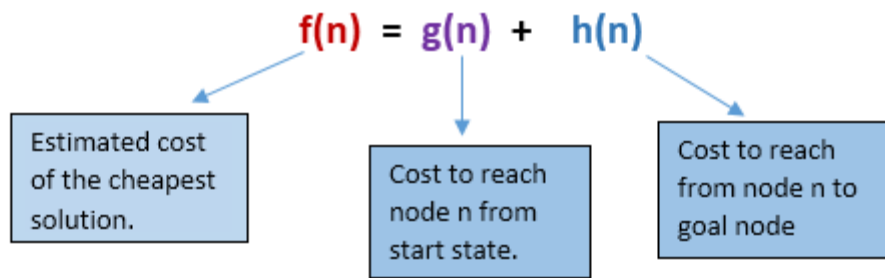 f(n) = g(n) + h(n)
Estimated cost
of the cheapest
solution.
Cost to reach
node n from
start state.
Cost to reach
from node n to
goal node